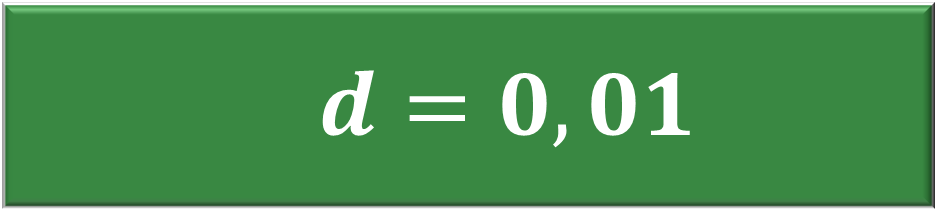 d = 0,01